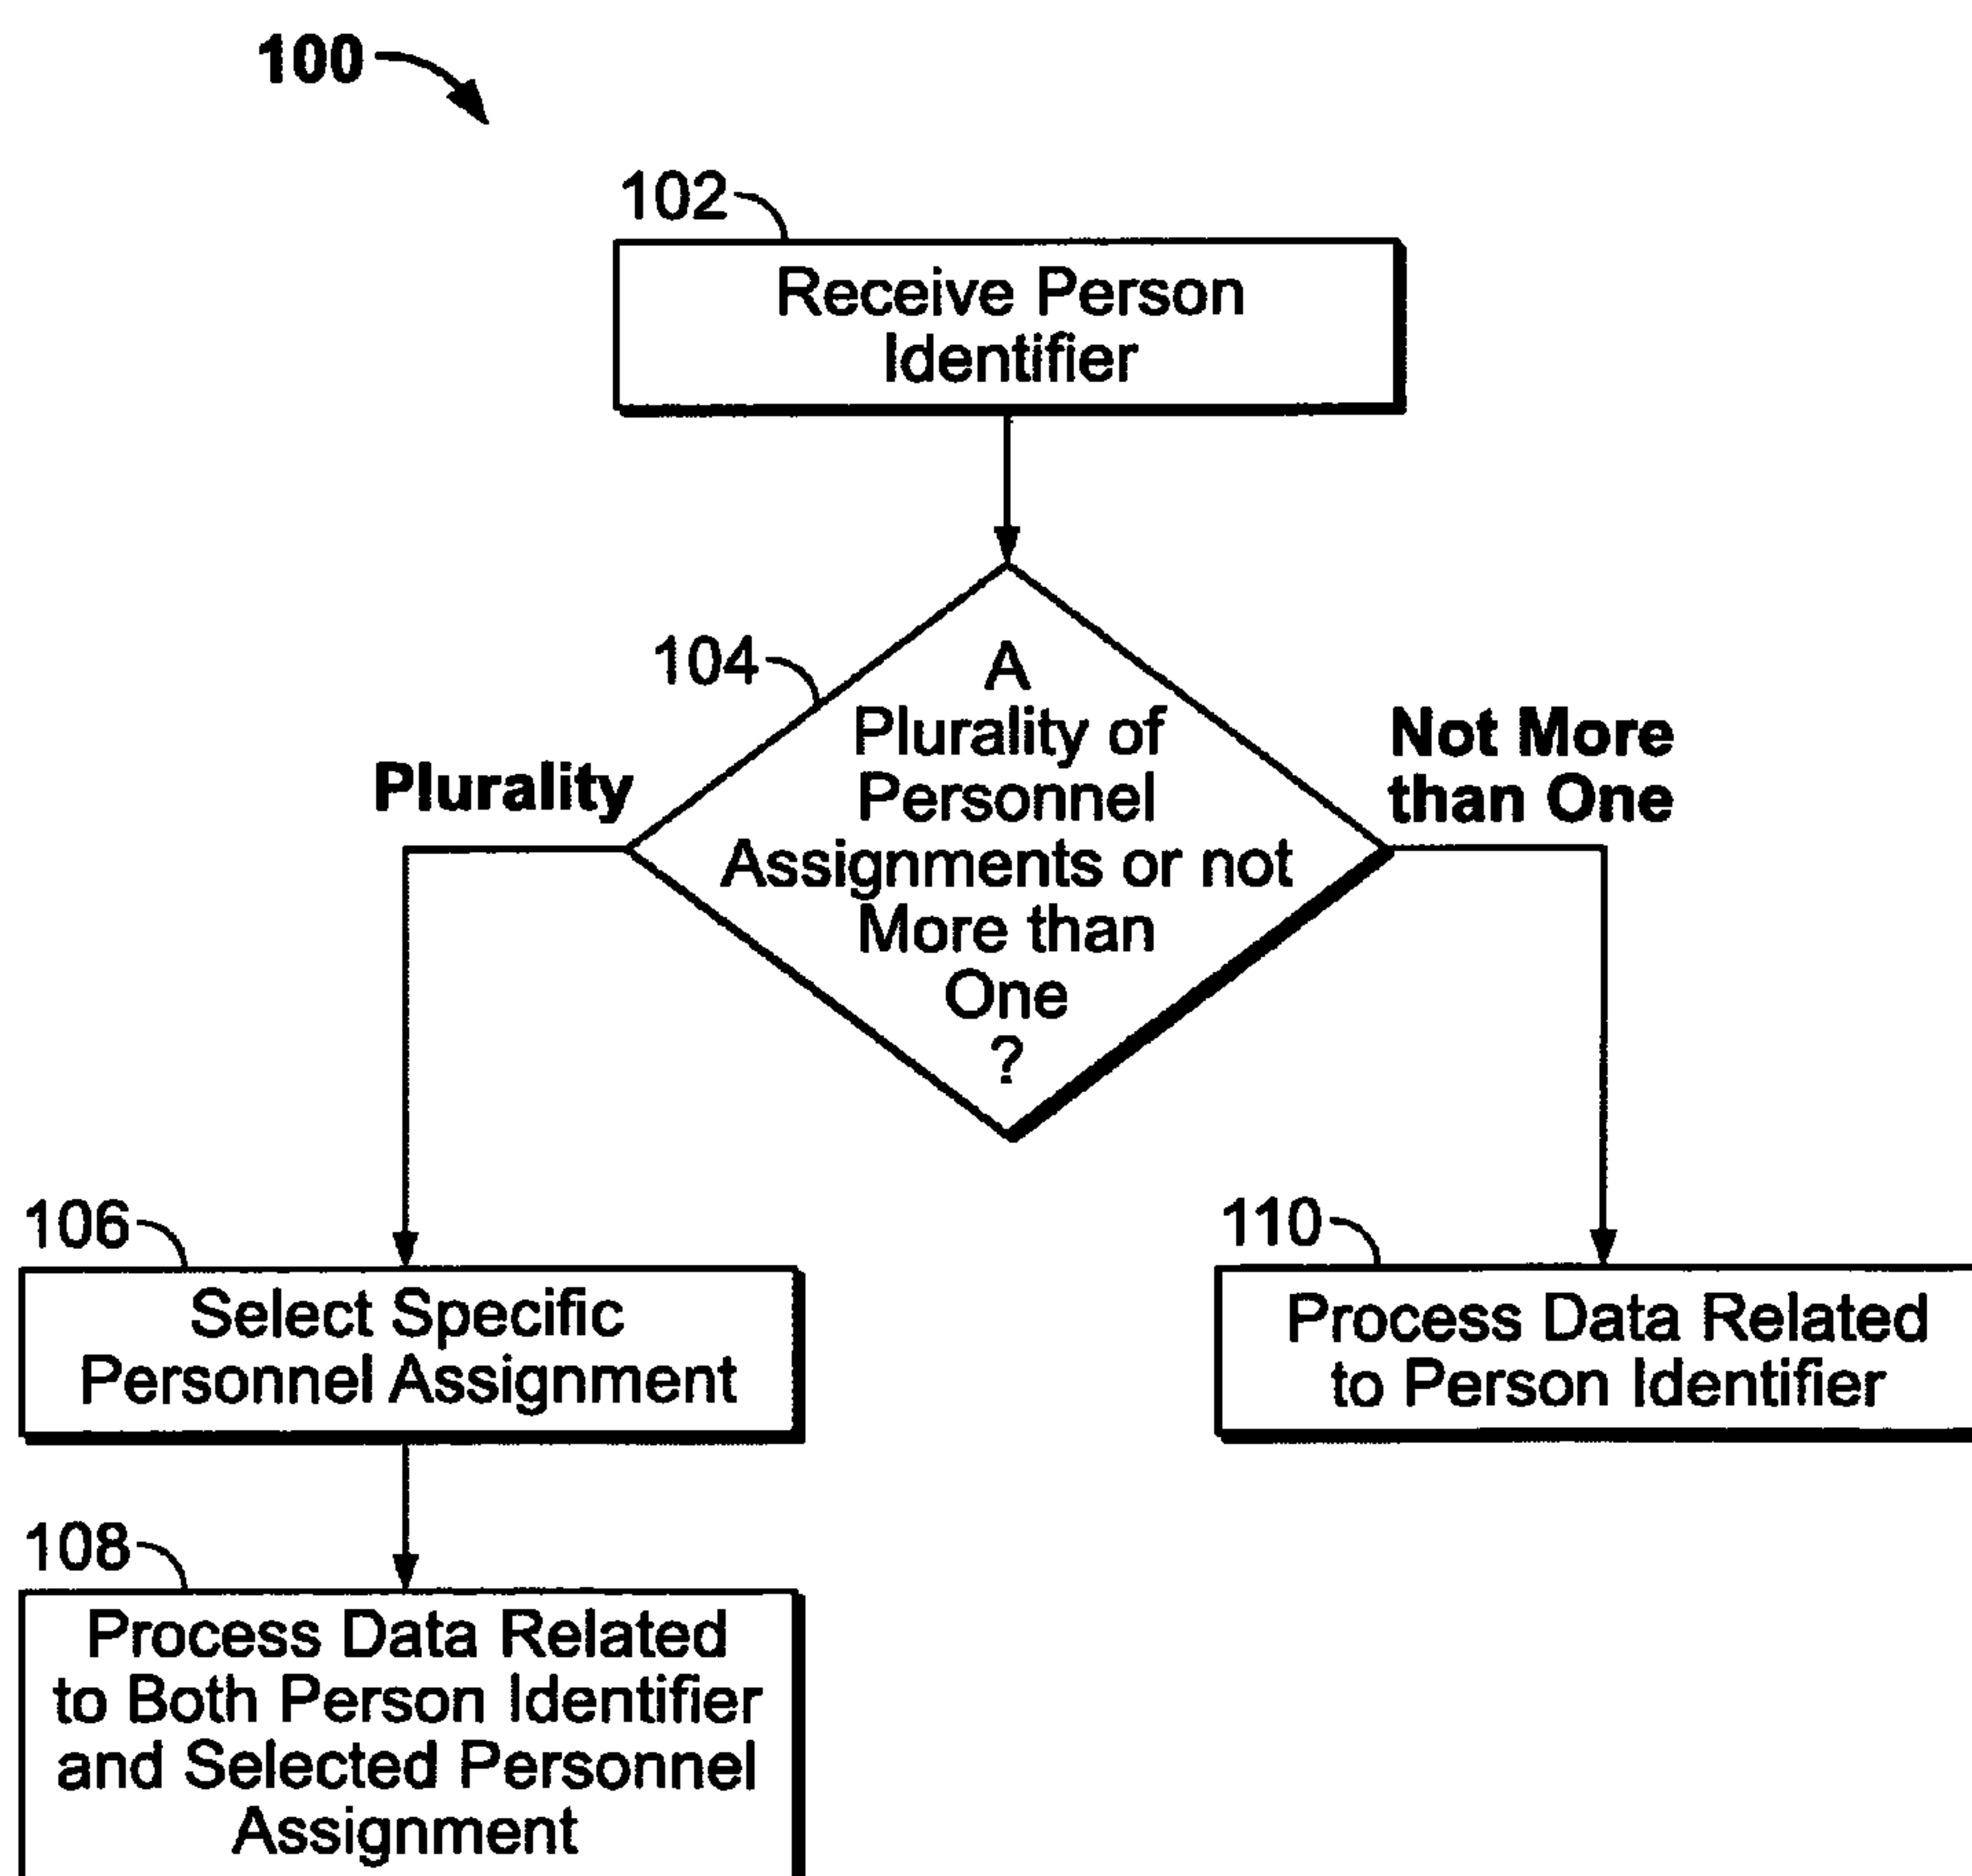 100
102
Receive Person
Identifier
104
A
Plurality of
Personnel
Assignments or not
More than
One
?
Plurality
Not More
than One
106
Select Specific
Personnel Assignment
110
Process Data Related
to Person Identifier
108
Process Data Related
to Both Person Identifier
and Selected Personnel
Assignment